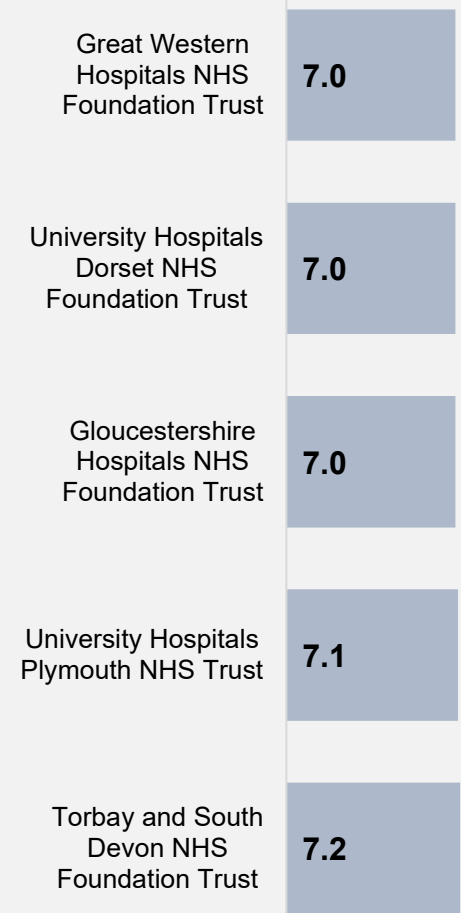 Great Western
Hospitals NHS
Foundation Trust
7.0
University Hospitals
Dorset NHS
Foundation Trust
7.0
Gloucestershire
Hospitals NHS
Foundation Trust
7.0
University Hospitals
Plymouth NHS Trust
7.1
Torbay and South
Devon NHS
Foundation Trust
7.2